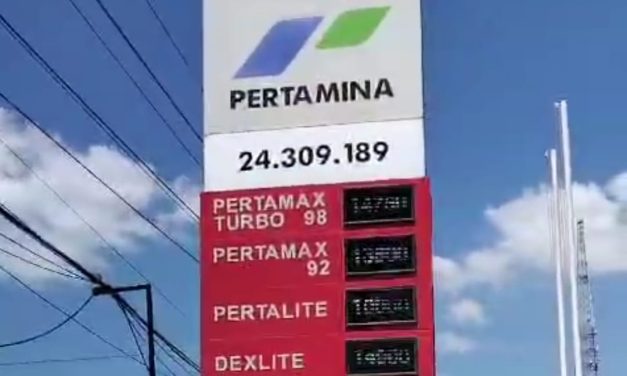 PERTAMINA
24.309.189
PERTAMAX
TURBO 98
PERTAMAX
92
PERTALITE
DEXLITE